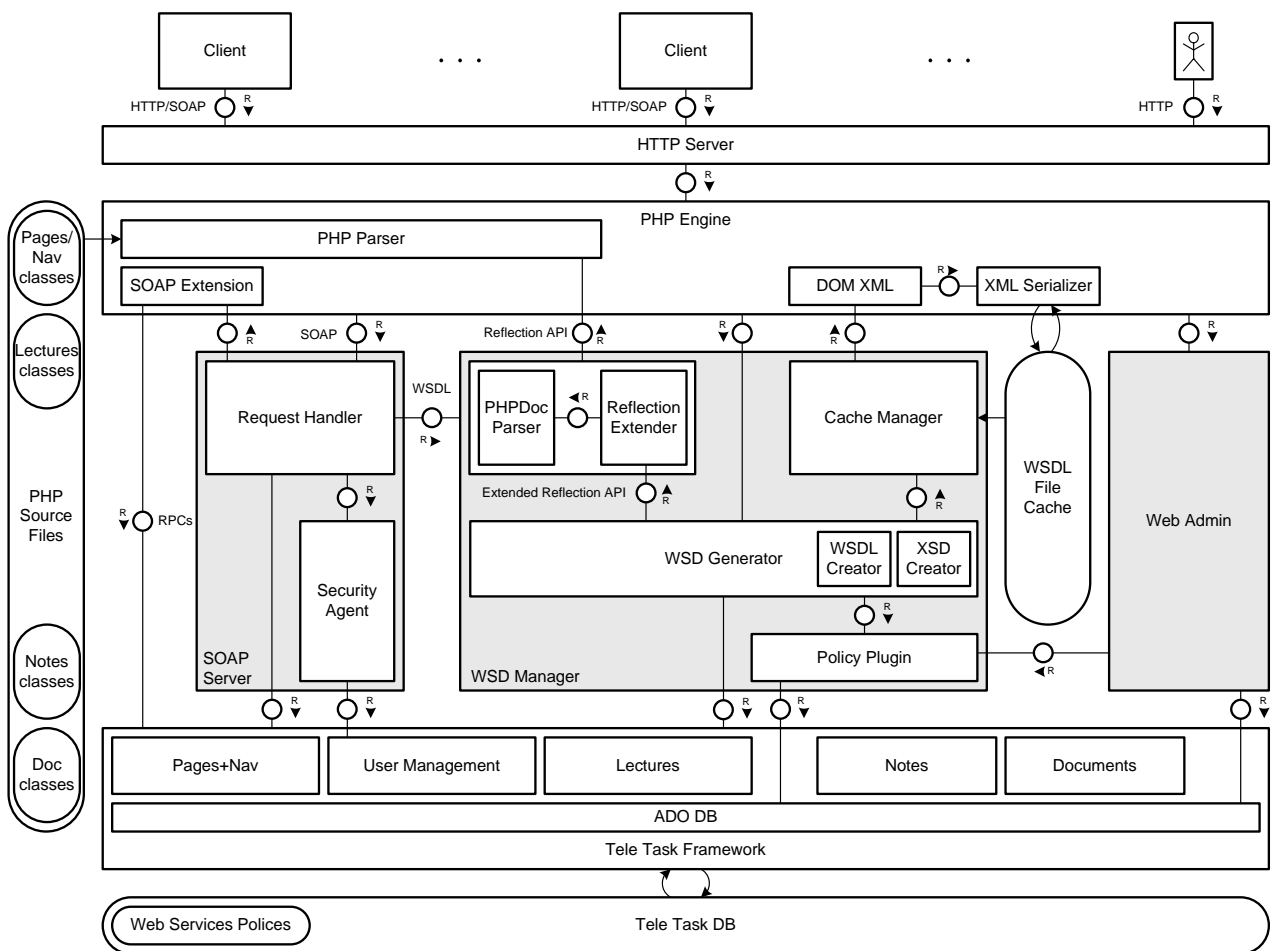 Client
. . .
Client
. . .
HTTP/SOAP
R
HTTP/SOAP
R
HTTP
R
HTTP Server
R
PHP Engine
Pages/
Nav
classes
PHP Parser
SOAP Extension
DOM XML
R
XML Serializer
R
SOAP
R
Reflection API
R
R
R
R
Lectures
classes
Request Handler
WSDL
R
PHPDoc
Parser
R
Reflection
Extender
Cache Manager
WSDL
File
Cache
Web Admin
Extended Reflection API
R
R
R
PHP
Source
Files
R
RPCs
WSD Generator
WSDL
Creator
XSD
Creator
Security
Agent
R
Notes
classes
SOAP
Server
WSD Manager
Policy Plugin
R
R
R
R
R
R
Doc
classes
Pages+Nav
User Management
Lectures
Notes
Documents
ADO DB
Tele Task Framework
Web Services Polices
Tele Task DB